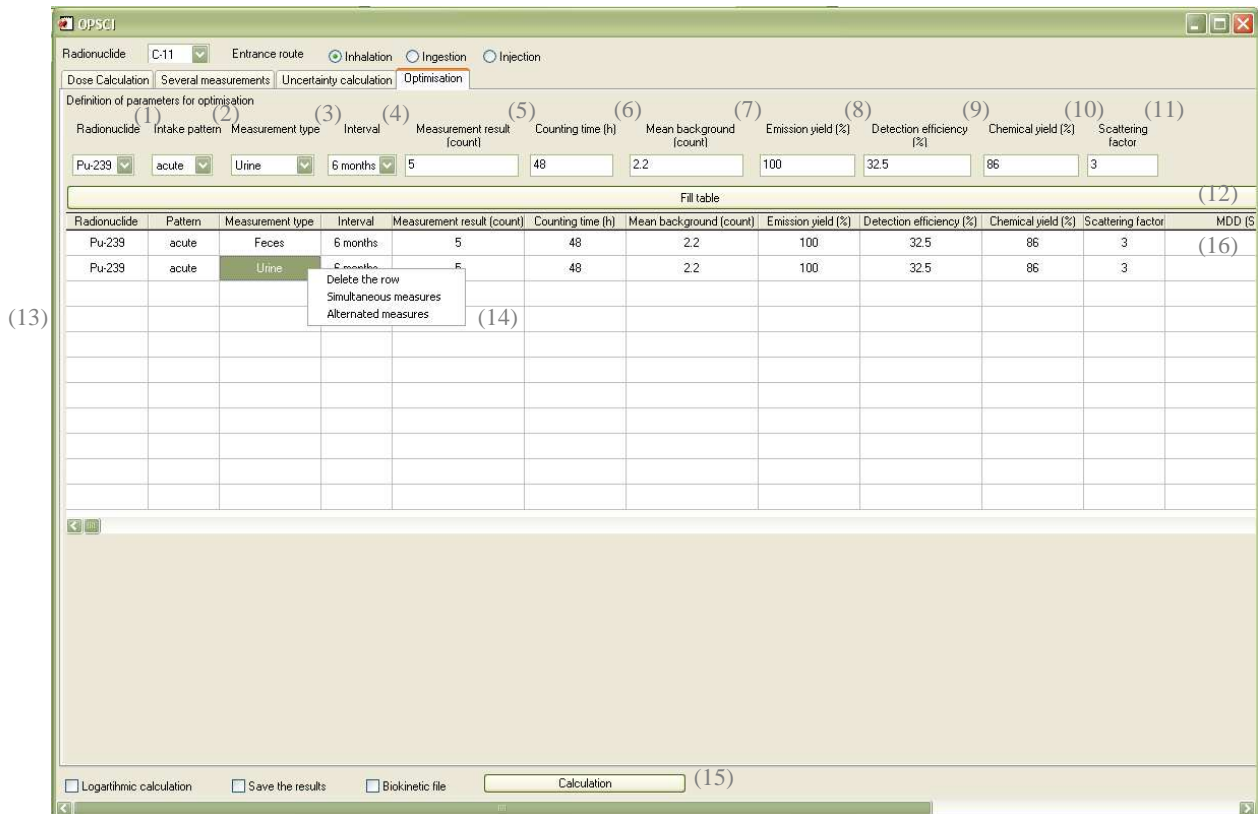 OPSCI
Radionuclide C-11 Entrance route Inhalation Ingestion Injection
Dose Calculation Several measurements Uncertainty calculation Optimisation
Definition of parameters for optimisation
(1) (2) (3) (4) (5) (6) (7) (8) (9) (10) (11)
Radionuclide Intake pattern Measurement type Interval Measurement result Counting time (h) Mean background Emission yield (%) Detection efficiency Chemical yield (%) Scattering
(count) (count) (%) factor
Pu-239 acute Urine 6 months 5 48 2.2 100 32.5 86 3
Fill table (12)
Radionuclide Pattern Measurement type Interval Measurement result (count) Counting time (h) Mean background (count) Emission yield (%) Detection efficiency (%) Chemical yield (%) Scattering factor MDD (S
Pu-239 acute Feces 6 months 5 48 2.2 100 32.5 86 3 (16)
Pu-239 acute Urine 6 months 5 48 2.2 100 32.5 86 3
Delete the row
Simultaneous measures
(13) Alternated measures (14)
Logartihmic calculation Save the results Biokinetic file Calculation (15)